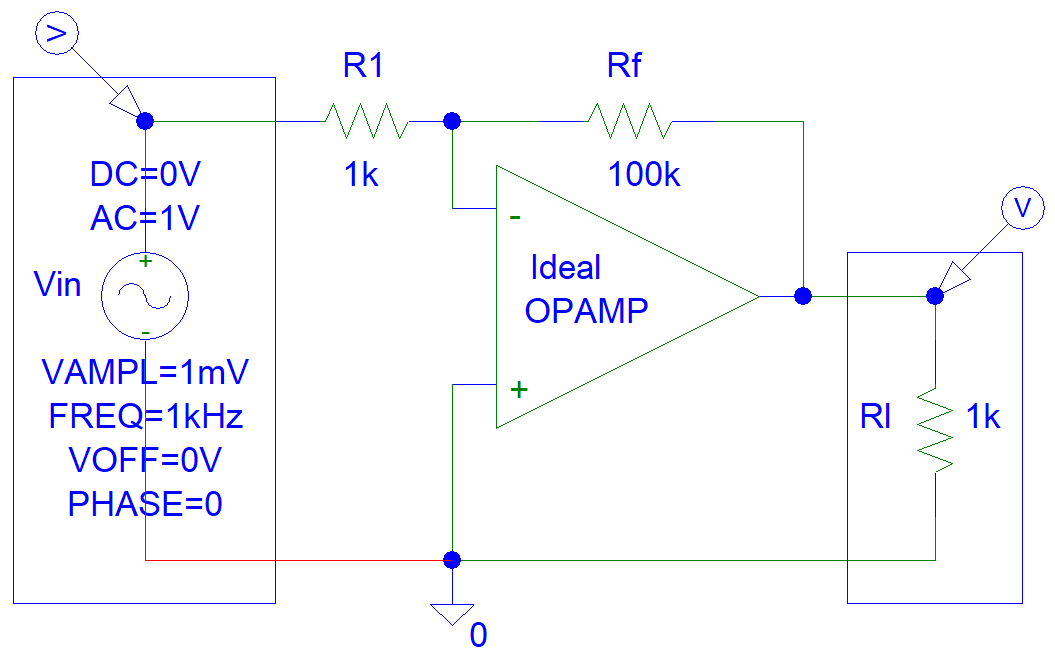 V
R1
Rf
DC=0V
1k
100k
AC=1V
V
-
+
Ideal
Vin
OPAMP
-
VAMPL=1mV
+
FREQ=1kHz
Rl
1k
VOFF=0V
PHASE=0
0